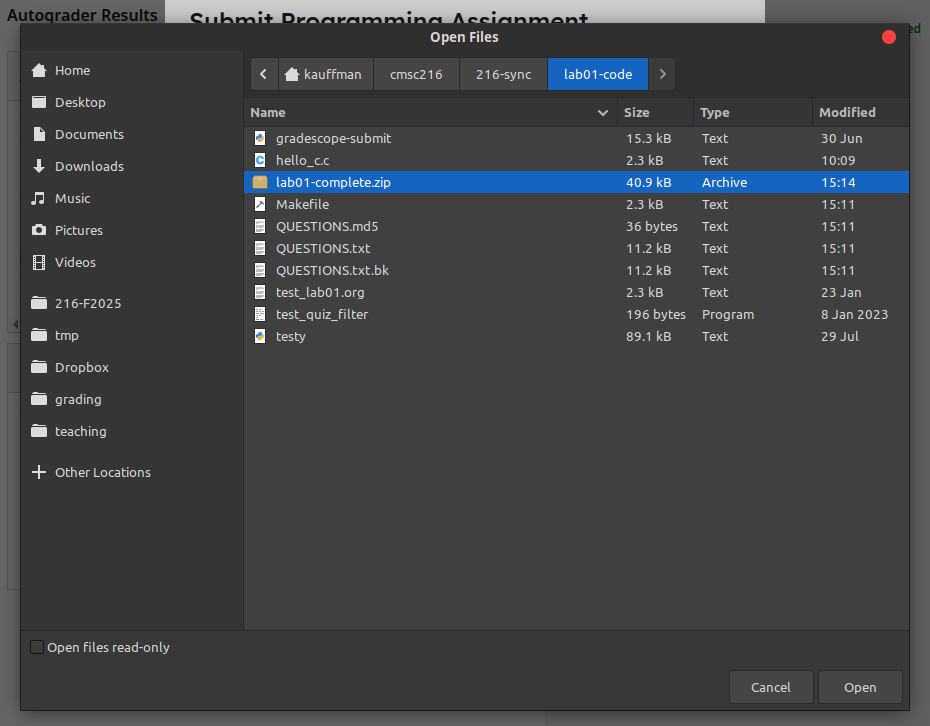 Autograder Results
Submit Programming Assignment
ed
Open Files
Home
Desktop
Documents
Downloads
Music
Pictures
Videos
216-F2025
tmp
Dropbox
grading
teaching
Other Locations
kauffman cmsc216 216-sync lab01-code
Name Size Type Modified
gradescope-submit 15.3 kB Text 30 Jun
hello_c.c 2.3 kB Text 10:09
lab01-complete.zip 40.9 kB Archive 15:14
Makefile 2.3 kB Text 15:11
QUESTIONS.md5 36 bytes Text 15:11
QUESTIONS.txt 11.2 kB Text 15:11
QUESTIONS.txt.bk 11.2 kB Text 15:11
test_lab01.org 2.3 kB Text 23 Jan
test_quiz_filter 196 bytes Program 8 Jan 2023
testy 89.1 kB Text 29 Jul
Open files read-only
Cancel Open